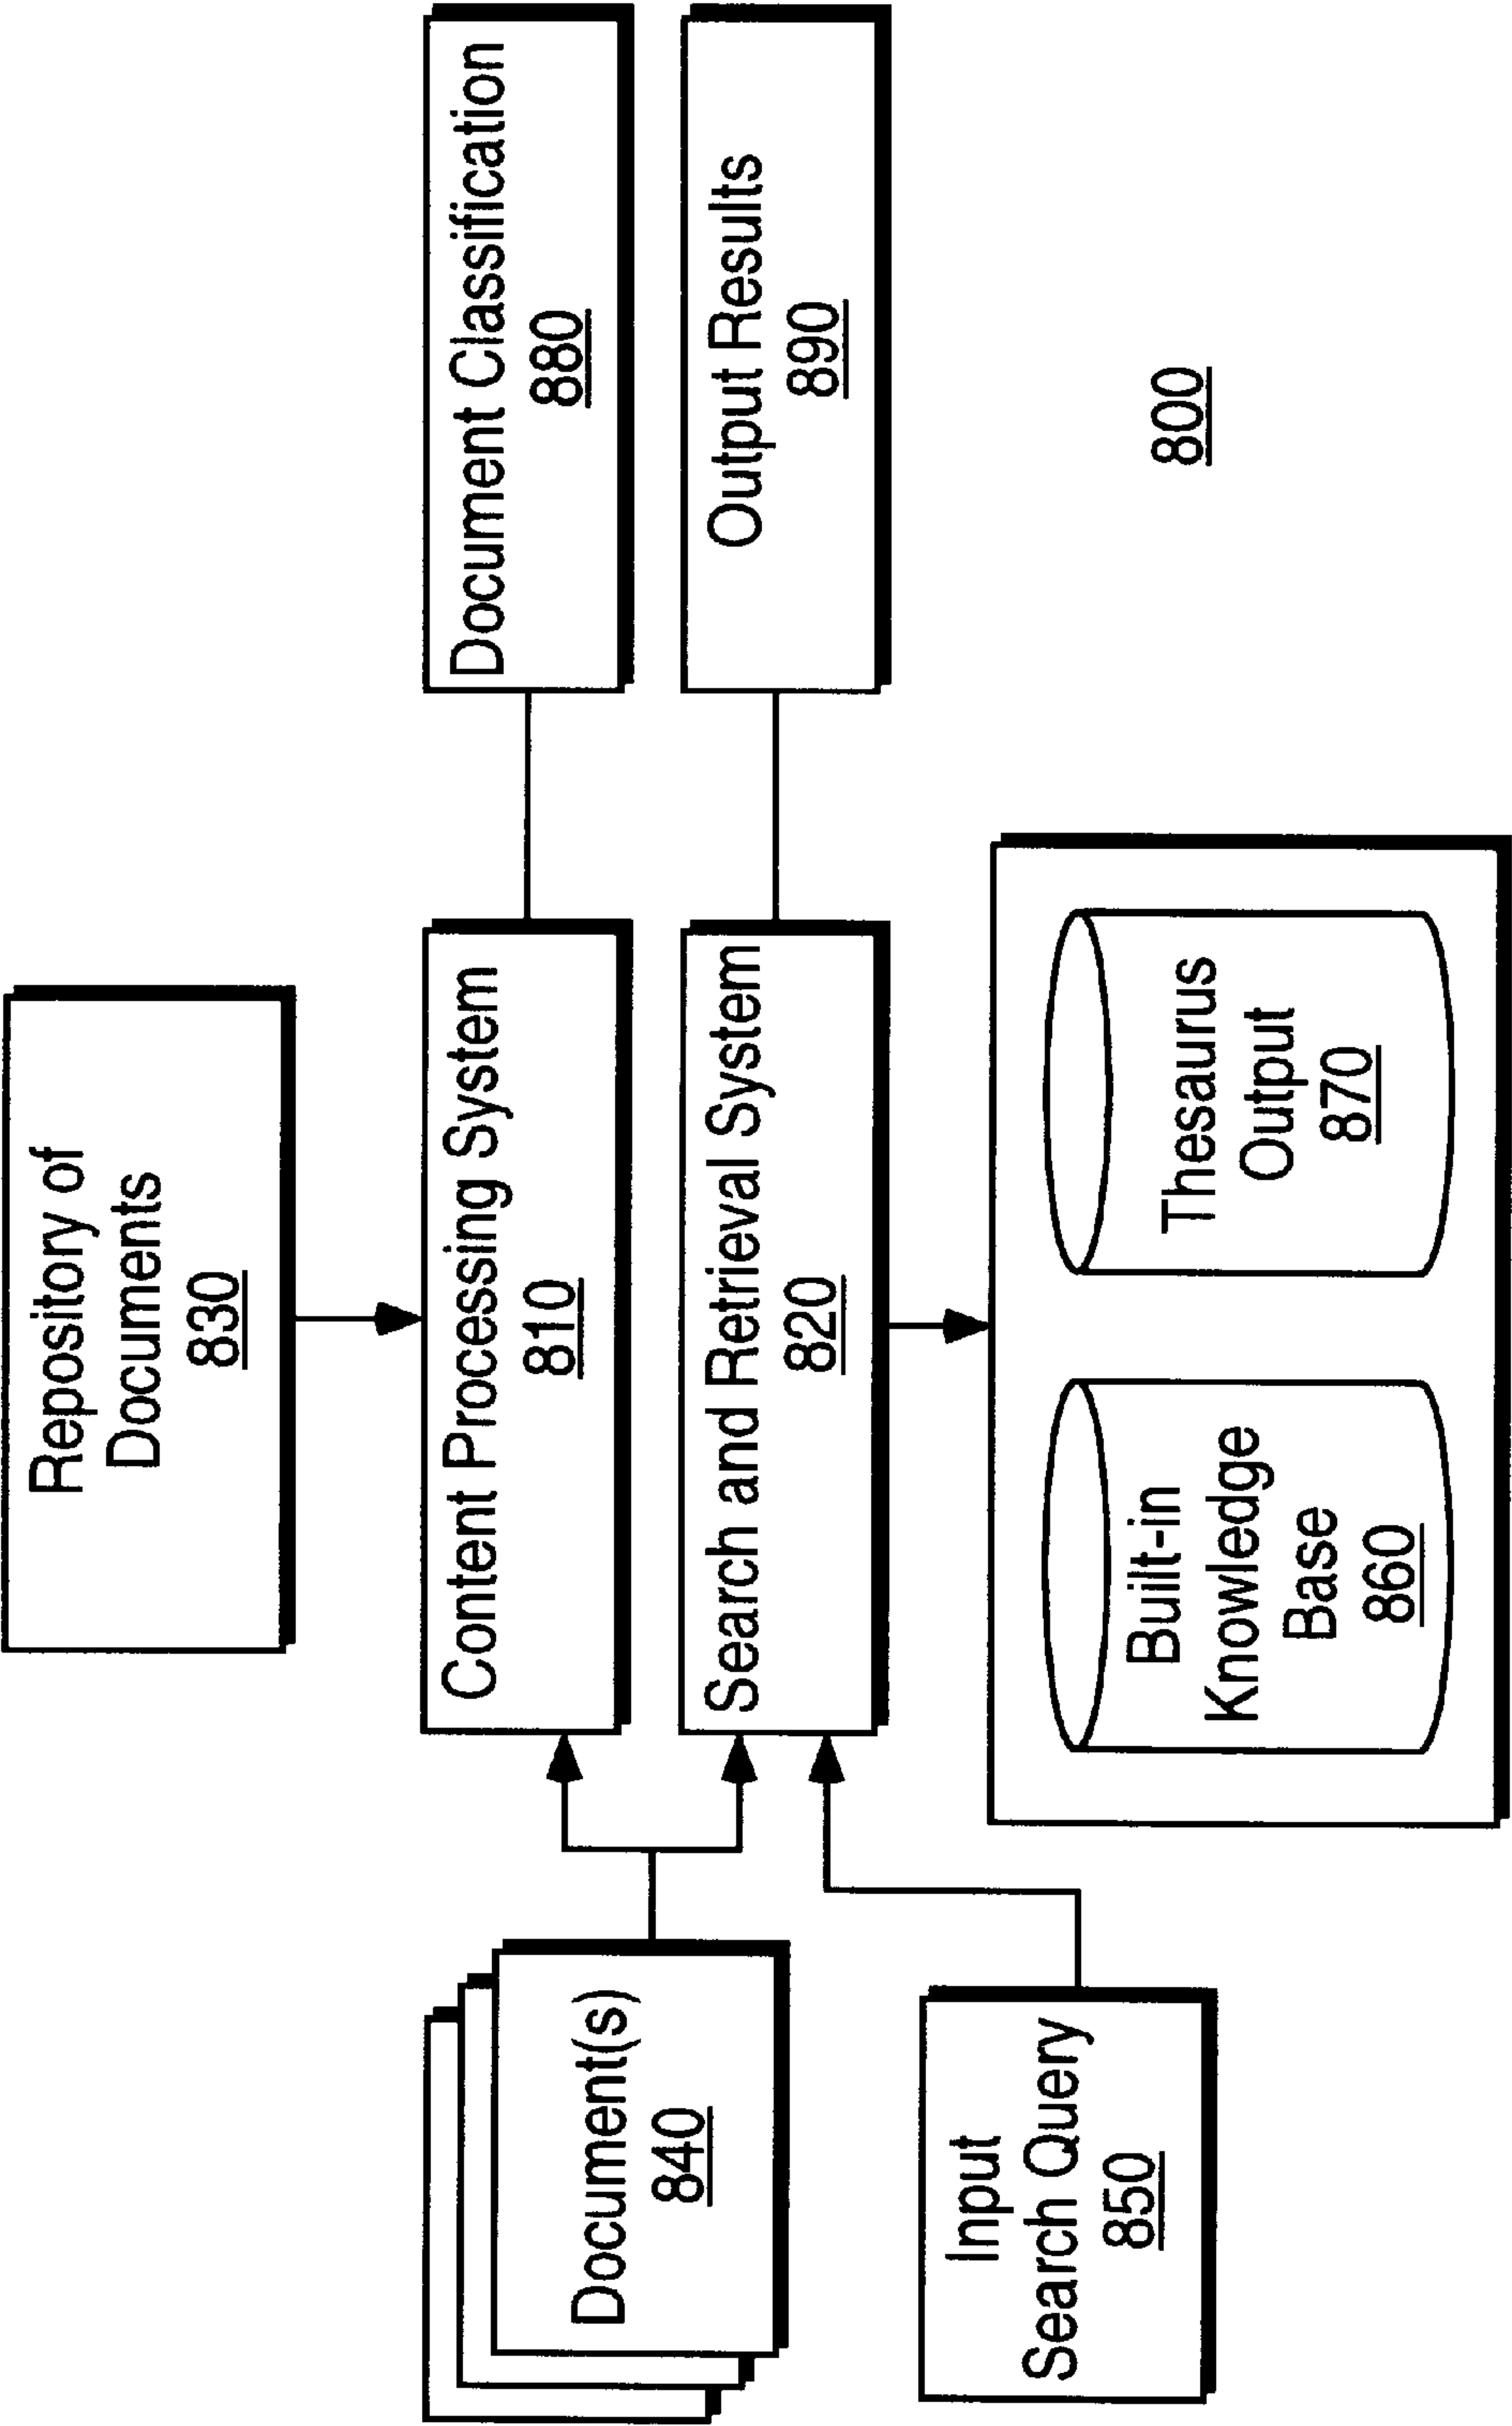 Repository of
Documents
830
Document(s)
840
Content Processing System
810
Document Classification
880
Search and Retrieval System
820
Output Results
890
Input
Search Query
850
Built-in
Knowledge
Base
860
Thesaurus
Output
870
800